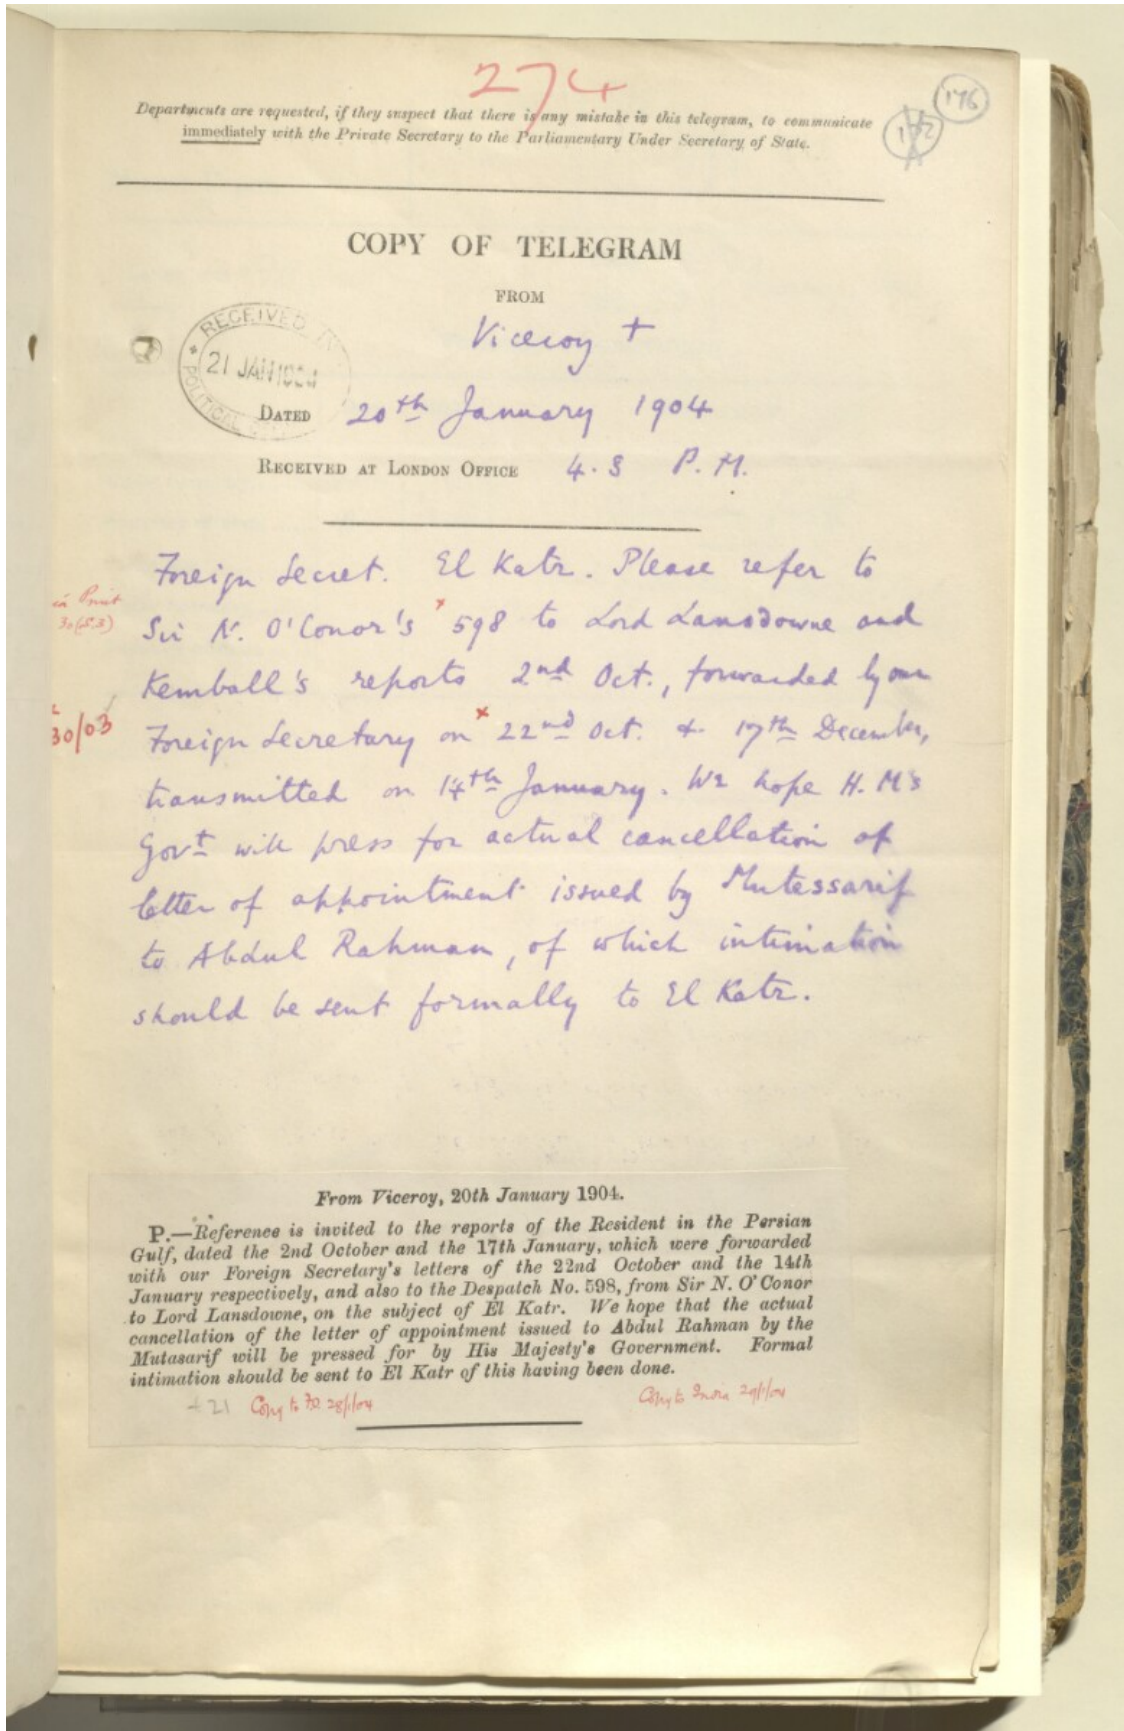 274
176
Departments are requested, if they suspect that there is any mistake in this telegram, to communicate
immediately with the Private Secretary to the Parliamentary Under Secretary of State.
COPY OF TELEGRAM
FROM
Viceroy +
RECEIVED IN
21 JAN 1904
POLITICAL
DATED 20th January 1904
RECEIVED AT LONDON OFFICE 4.8 P.M.
Foreign Secret. El Katr. Please refer to
Sir N. O'Conor's x 598 to Lord Lansdowne and
Kemball's reports 2nd Oct., forwarded by our
Foreign Secretary on x 22nd Oct. & 17th December,
transmitted on 14th January. We hope H.M's
Govt will press for actual cancellation of
letter of appointment issued by Mutessarif
to Abdul Rahman, of which intimation
should be sent formally to El Katr.
in Print
30/03
From Viceroy, 20th January 1904.
P.—Reference is invited to the reports of the Resident in the Persian
Gulf, dated the 2nd October and the 17th January, which were forwarded
with our Foreign Secretary's letters of the 22nd October and the 14th
January respectively, and also to the Despatch No. 598, from Sir N. O'Conor
to Lord Lansdowne, on the subject of El Katr. We hope that the actual
cancellation of the letter of appointment issued to Abdul Rahman by the
Mutasarif will be pressed for by His Majesty's Government. Formal
intimation should be sent to El Katr of this having been done.
21 Copy to F.O. 28/1/04 Copy to India 29/1/04